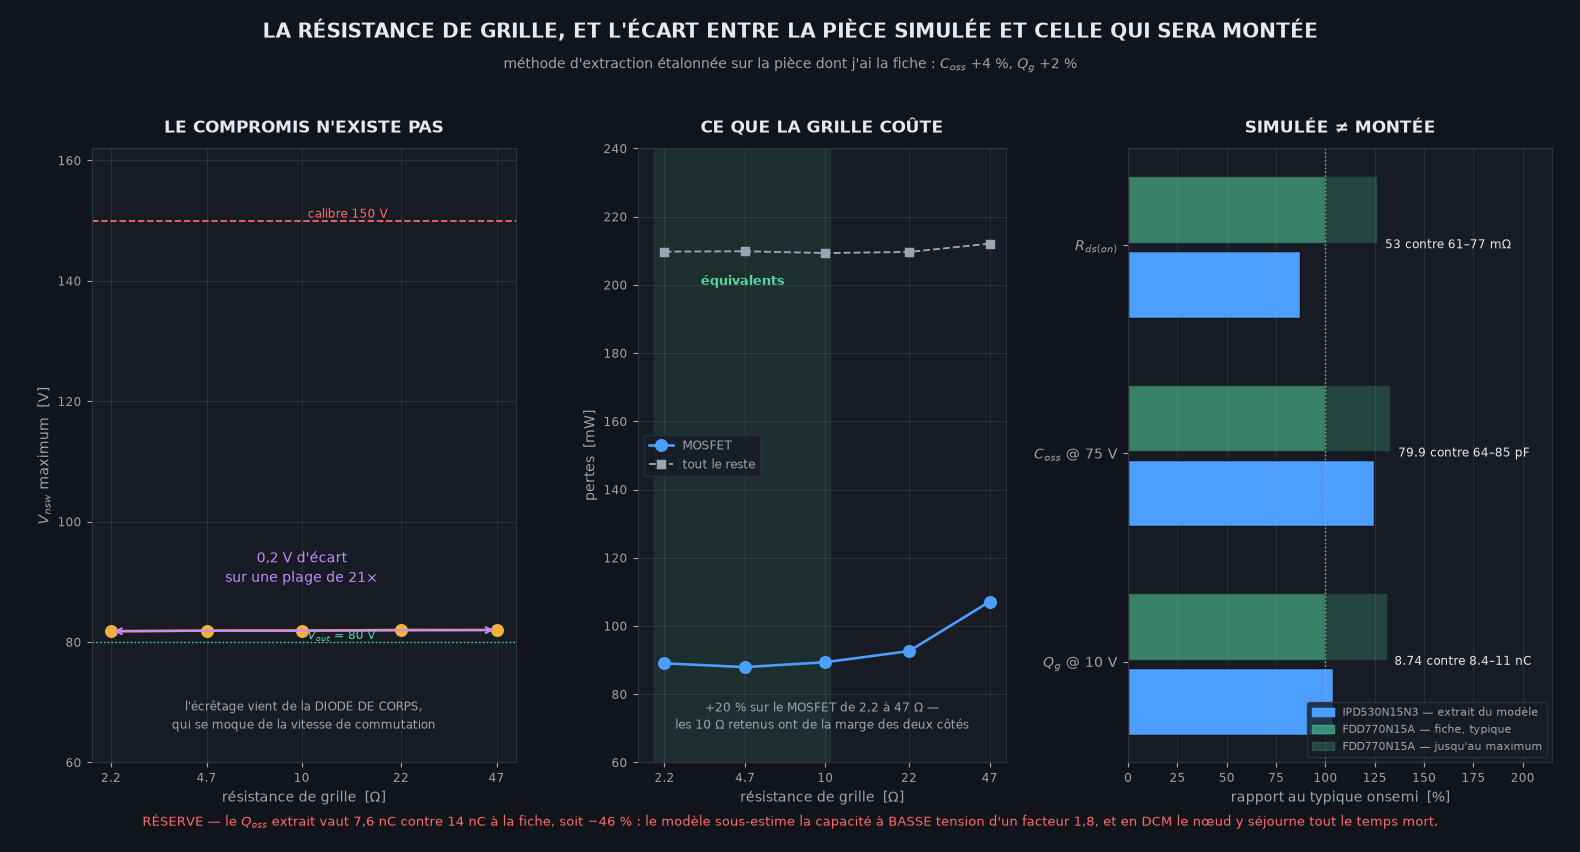 LA RÉSISTANCE DE GRILLE, ET L'ÉCART ENTRE LA PIÈCE SIMULÉE ET CELLE QUI SERA MONTÉE
méthode d'extraction étalonnée sur la pièce dont j'ai la fiche : Coss +4 %, Qg +2 %
LE COMPROMIS N'EXISTE PAS
160
140
120
100
80
60
Vnsw maximum [V]
calibre 150 V
0,2 V d'écart
sur une plage de 21×
Vout = 80 V
l'écrêtage vient de la DIODE DE CORPS,
qui se moque de la vitesse de commutation
2.2
4.7
10
22
47
résistance de grille [Ω]
CE QUE LA GRILLE COÛTE
240
220
200
180
160
140
120
100
80
60
pertes [mW]
équivalents
MOSFET
tout le reste
+20 % sur le MOSFET de 2,2 à 47 Ω —
les 10 Ω retenus ont de la marge des deux côtés
2.2
4.7
10
22
47
résistance de grille [Ω]
SIMULÉE ≠ MONTÉE
Rds(on)
53 contre 61–77 mΩ
Coss @ 75 V
79.9 contre 64–85 pF
Qg @ 10 V
8.74 contre 8.4–11 nC
IPD530N15N3 — extrait du modèle
FDD770N15A — fiche, typique
FDD770N15A — jusqu'au maximum
0
25
50
75
100
125
150
175
200
rapport au typique onsemi [%]
RÉSERVE — le Qoss extrait vaut 7,6 nC contre 14 nC à la fiche, soit −46 % : le modèle sous-estime la capacité à BASSE tension d'un facteur 1,8, et en DCM le nœud y séjourne tout le temps mort.